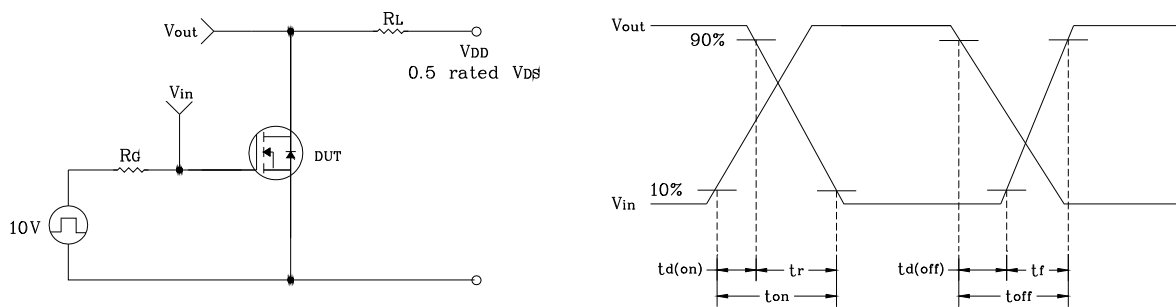 Vout
RL
VDD
0.5 rated VDS
Vin
RG
DUT
10V
Vout
90%
10%
Vin
td(on)
tr
td(off)
tf
ton
toff